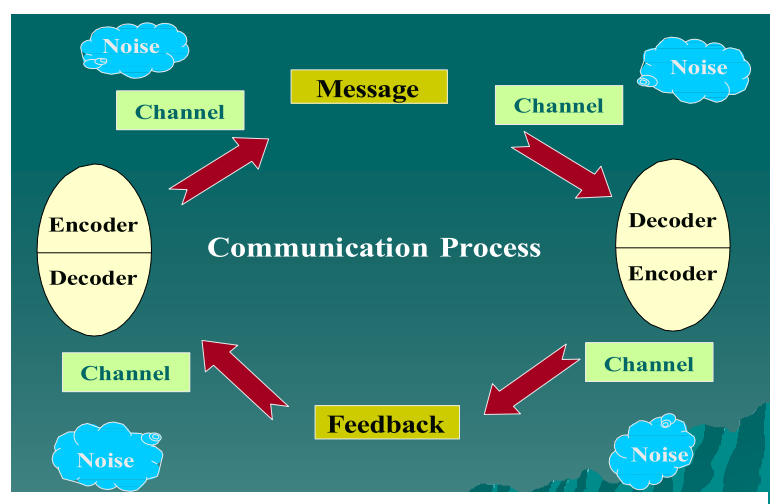 Noise
Message
Noise
Channel
Channel
Encoder
Decoder
Communication Process
Decoder
Encoder
Channel
Channel
Feedback
Noise
Noise